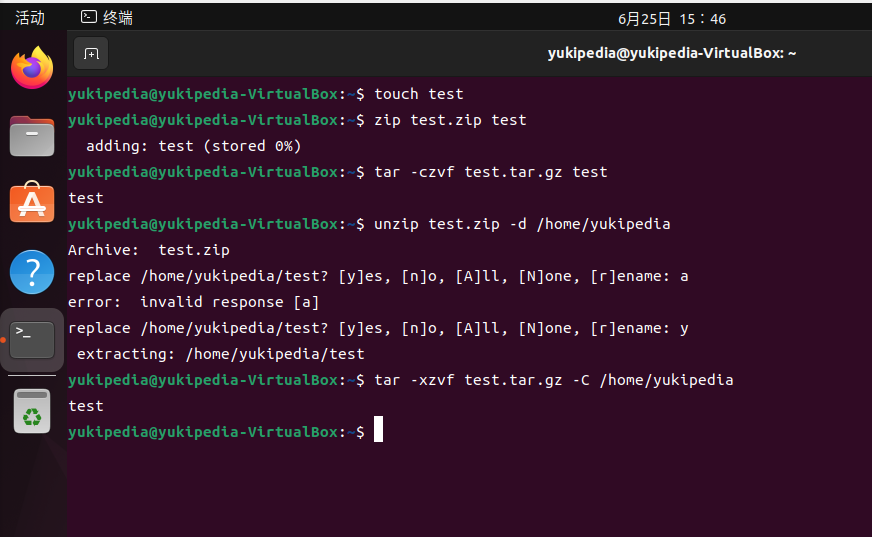 活动 终端 6月25日 15：46
yukipedia@yukipedia-VirtualBox: ~
yukipedia@yukipedia-VirtualBox:~$ touch test
yukipedia@yukipedia-VirtualBox:~$ zip test.zip test
  adding: test (stored 0%)
yukipedia@yukipedia-VirtualBox:~$ tar -czvf test.tar.gz test
test
yukipedia@yukipedia-VirtualBox:~$ unzip test.zip -d /home/yukipedia
Archive:  test.zip
replace /home/yukipedia/test? [y]es, [n]o, [A]ll, [N]one, [r]ename: a
error:  invalid response [a]
replace /home/yukipedia/test? [y]es, [n]o, [A]ll, [N]one, [r]ename: y
 extracting: /home/yukipedia/test
yukipedia@yukipedia-VirtualBox:~$ tar -xzvf test.tar.gz -C /home/yukipedia
test
yukipedia@yukipedia-VirtualBox:~$